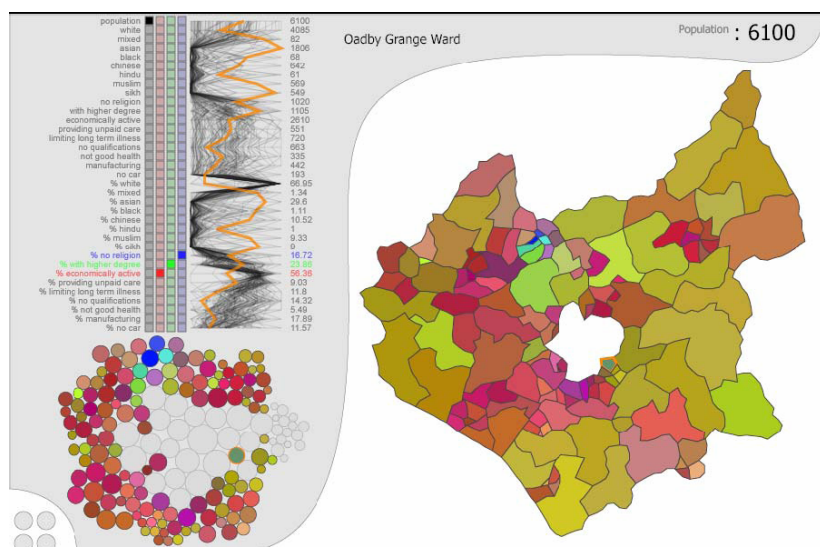 Oadby Grange Ward
Population : 6100
population 6100
white 4085
mixed 82
asian 1806
black 68
chinese 642
hindu 61
muslim 569
sikh 549
no religion 1020
with higher degree 1105
economically active 2610
providing unpaid care 551
limiting long term illness 720
no qualifications 663
not good health 335
manufacturing 442
no car 193
% white 66.95
% mixed 1.34
% asian 29.6
% black 1.11
% chinese 10.52
% hindu 1
% muslim 9.33
% sikh 9
% no religion 16.72
% with higher degree
% economically active 56.36
% providing unpaid care 9.03
% limiting long term illness 11.8
% no qualifications 14.32
% not good health 5.49
% manufacturing 17.89
% no car 11.57